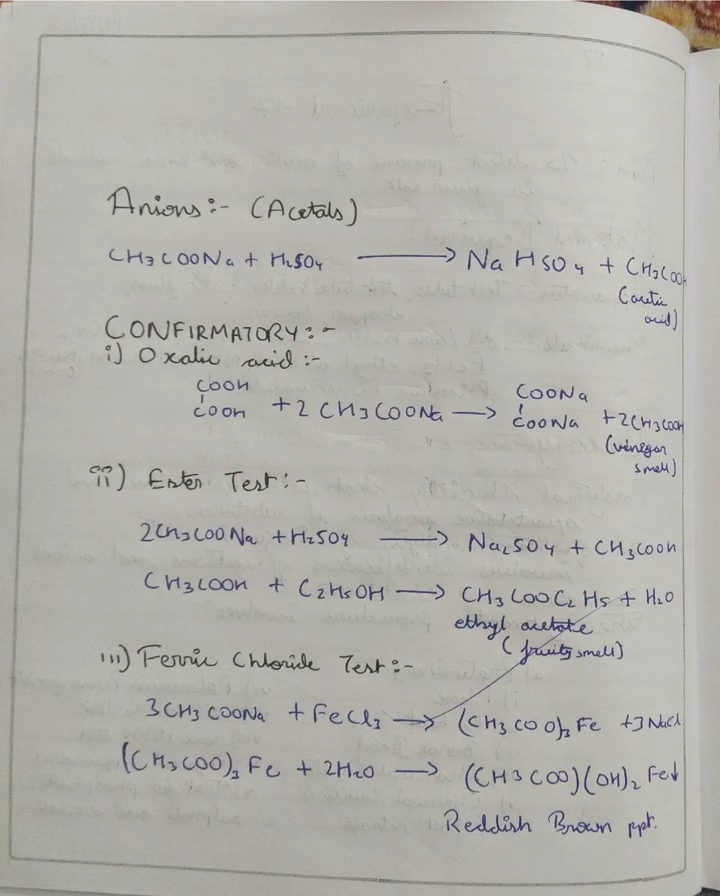 Anions:- (Acetals)
CH3COONa + H2SO4 → NaHSO4 + CH3COOH
(acetic
acid)
CONFIRMATORY:-
i) Oxalic acid :-
COOH COONa
COOH + 2 CH3COONa → COONa + 2CH3COOH
(vinegar
smell)
ii) Ester Test:-
2CH3COONa + H2SO4 → Na2SO4 + CH3COOH
CH3COOH + C2H5OH → CH3COOC2H5 + H2O
ethyl acetate
(fruity smell)
iii) Ferric Chloride Test:-
3CH3COONa + FeCl3 → (CH3COO)3Fe + 3NaCl
(CH3COO)3Fe + 2H2O → (CH3COO)(OH)2Fe↓
Reddish Brown ppt.